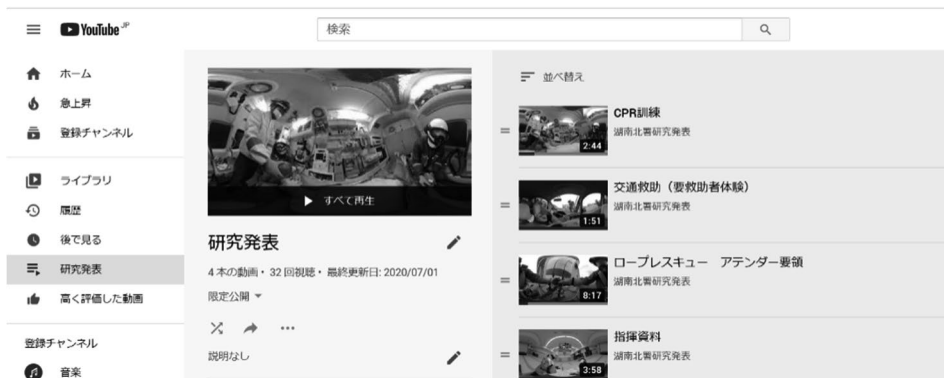 YouTube JP
検索
ホーム
急上昇
登録チャンネル
ライブラリ
履歴
後で見る
研究発表
高く評価した動画
登録チャンネル
音楽
すべて再生
研究発表
4 本の動画・32 回視聴・最終更新日: 2020/07/01
限定公開
説明なし
並べ替え
2:44
CPR訓練
湖南北署研究発表
1:51
交通救助（要救助者体験）
湖南北署研究発表
8:17
ロープレスキュー　アテンダー要領
湖南北署研究発表
3:58
指揮資料
湖南北署研究発表